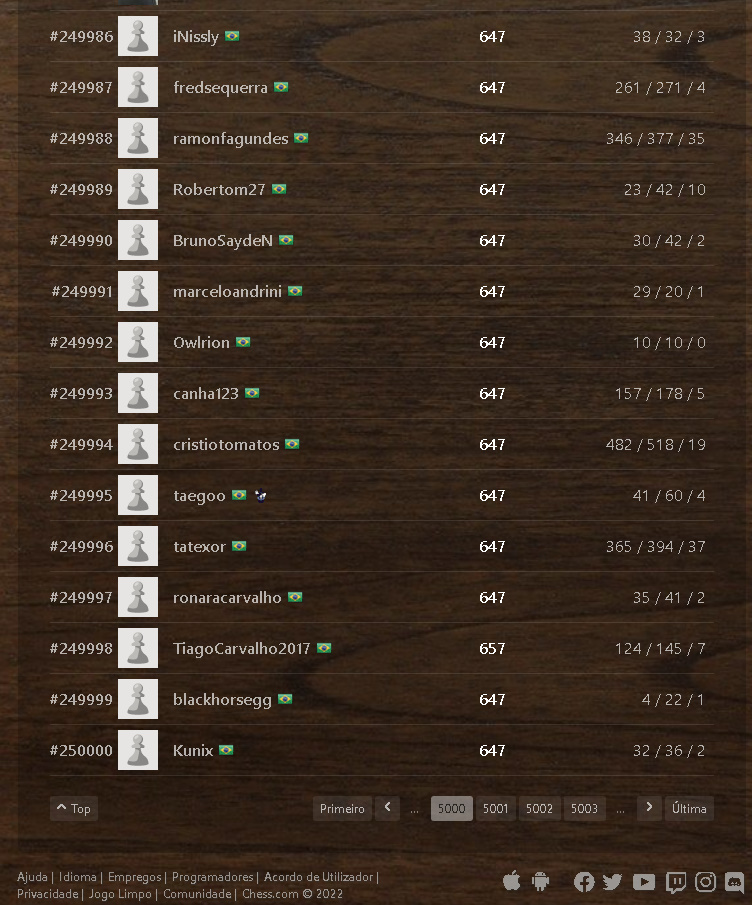 #249986 iNissly 647 38 / 32 / 3
#249987 fredsequerra 647 261 / 271 / 4
#249988 ramonfagundes 647 346 / 377 / 35
#249989 Robertom27 647 23 / 42 / 10
#249990 BrunoSaydeN 647 30 / 42 / 2
#249991 marceloandrini 647 29 / 20 / 1
#249992 Owlrion 647 10 / 10 / 0
#249993 canha123 647 157 / 178 / 5
#249994 cristiotomatos 647 482 / 518 / 19
#249995 taegoo 647 41 / 60 / 4
#249996 tatexor 647 365 / 394 / 37
#249997 ronaracarvalho 647 35 / 41 / 2
#249998 TiagoCarvalho2017 657 124 / 145 / 7
#249999 blackhorsegg 647 4 / 22 / 1
#250000 Kunix 647 32 / 36 / 2
Top Primeiro ... 5000 5001 5002 5003 ... Última
Ajuda | Idioma | Empregos | Programadores | Acordo de Utilizador |
Privacidade | Jogo Limpo | Comunidade | Chess.com © 2022